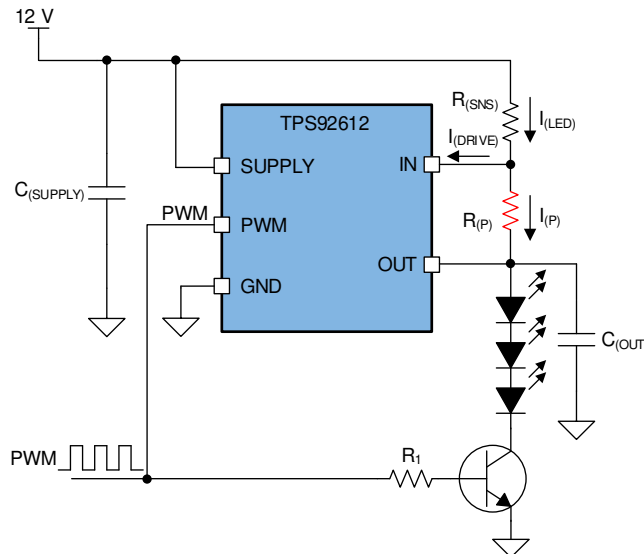 12 V
R(SNS)
I(LED)
TPS92612
I(DRIVE)
SUPPLY
IN
C(SUPPLY)
PWM
PWM
R(P)
I(P)
OUT
GND
C(OUT
PWM
R1